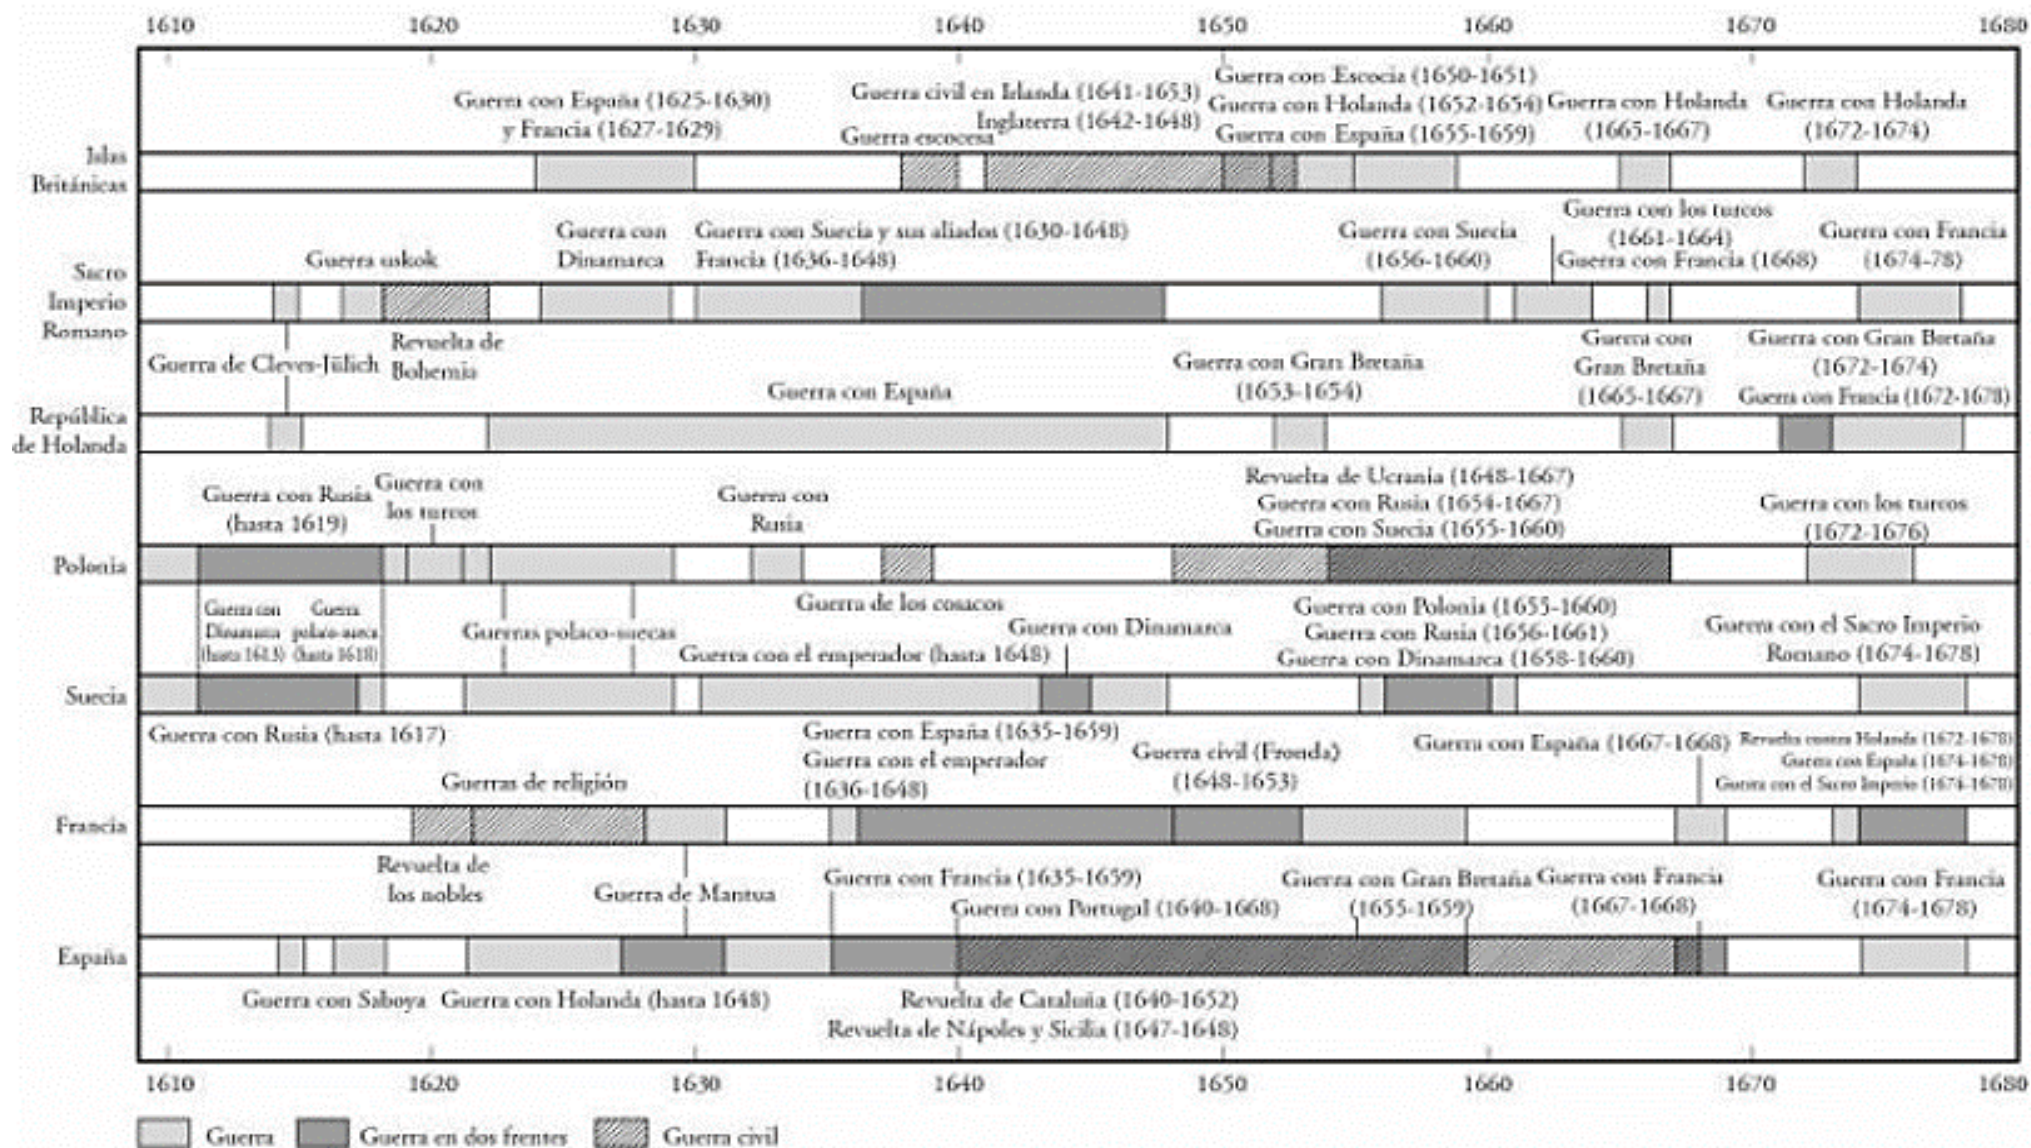 1610 1620 1630 1640 1650 1660 1670 1680
Guerra con Escocia (1650-1651)
Guerra con España (1625-1630)
y Francia (1627-1629)
Guerra civil en Irlanda (1641-1653)
Inglaterra (1642-1648)
Guerra escocesa
Guerra con Holanda (1652-1654)
Guerra con España (1655-1659)
Guerra con Holanda
(1665-1667)
Guerra con Holanda
(1672-1674)
Islas
Británicas
Guerra uskok
Guerra con
Dinamarca
Guerra con Suecia y sus aliados (1630-1648)
Francia (1636-1648)
Guerra con Suecia
(1656-1660)
Guerra con los turcos
(1661-1664)
Guerra con Francia (1668)
Guerra con Francia
(1674-78)
Sacro
Imperio
Romano
Guerra de Cleves-Jülich
Revuelta de
Bohemia
Guerra con España
Guerra con Gran Bretaña
(1653-1654)
Guerra con
Gran Bretaña
(1665-1667)
Guerra con Gran Bretaña
(1672-1674)
Guerra con Francia (1672-1678)
República
de Holanda
Guerra con Rusia
(hasta 1619)
Guerra con
los turcos
Guerra con
Rusia
Revuelta de Ucrania (1648-1667)
Guerra con Rusia (1654-1667)
Guerra con Suecia (1655-1660)
Guerra con los turcos
(1672-1676)
Polonia
Guerra con
Dinamarca
(hasta 1613)
Guerra
polaco-sueca
(hasta 1618)
Guerras polaco-suecas
Guerra de los cosacos
Guerra con el emperador (hasta 1648)
Guerra con Dinamarca
Guerra con Polonia (1655-1660)
Guerra con Rusia (1656-1661)
Guerra con Dinamarca (1658-1660)
Guerra con el Sacro Imperio
Romano (1674-1678)
Suecia
Guerra con Rusia (hasta 1617)
Guerras de religión
Guerra con España (1635-1659)
Guerra con el emperador
(1636-1648)
Guerra civil (Fronda)
(1648-1653)
Guerra con España (1667-1668)
Revuelta contra Holanda (1672-1678)
Guerra con España (1674-1678)
Guerra con el Sacro Imperio (1674-1678)
Francia
Revuelta de
los nobles
Guerra de Mantua
Guerra con Francia (1635-1659)
Guerra con Portugal (1640-1668)
Guerra con Gran Bretaña
(1655-1659)
Guerra con Francia
(1667-1668)
Guerra con Francia
(1674-1678)
España
Guerra con Saboya
Guerra con Holanda (hasta 1648)
Revuelta de Cataluña (1640-1652)
Revuelta de Nápoles y Sicilia (1647-1648)
1610 1620 1630 1640 1650 1660 1670 1680
Guerra
Guerra en dos frentes
Guerra civil